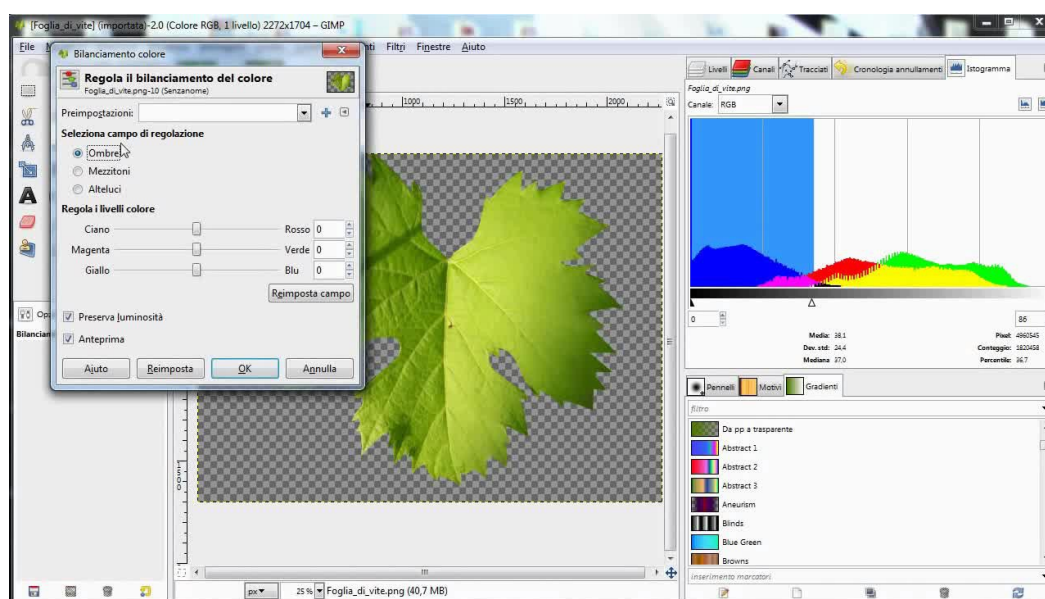 [Foglia_di_vite] (importata)-2.0 (Colore RGB, 1 livello) 2272x1704 – GIMP
File
Filtri Finestre Aiuto
Bilanciamento colore
Regola il bilanciamento del colore
Foglia_di_vite.png-10 (Senzanome)
Preimpostazioni:
Seleziona campo di regolazione
Ombre
Mezzitoni
Alteluci
Regola i livelli colore
Ciano Rosso 0
Magenta Verde 0
Giallo Blu 0
Reimposta campo
Preserva luminosità
Anteprima
Aiuto Reimposta OK Annulla
1000 1500 2000
1500
px 25 % Foglia_di_vite.png (40,7 MB)
Livelli Canali Tracciati Cronologia annullamenti Istogramma
Foglia_di_vite.png
Canale: RGB
0 86
Media: 38,1 Pixel: 4960545
Dev. std: 24,4 Conteggio: 1820458
Mediana 37,0 Percentile: 36,7
Pennelli Motivi Gradienti
filtro
Da pp a trasparente
Abstract 1
Abstract 2
Abstract 3
Aneurism
Blinds
Blue Green
Browns
inserimento marcatori